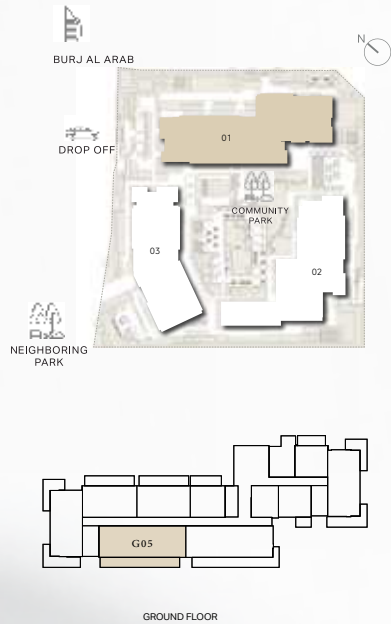 N
BURJ AL ARAB
DROP OFF
01
COMMUNITY
PARK
03
02
NEIGHBORING
PARK
G05
GROUND FLOOR